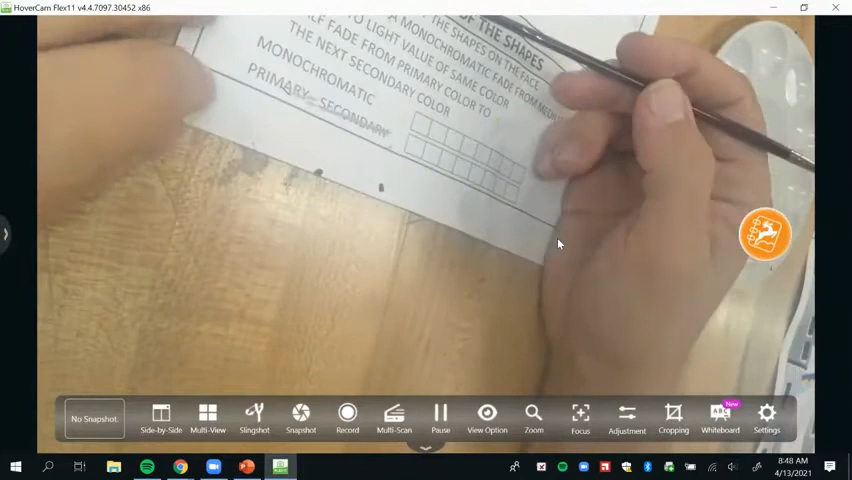 HoverCam Flex11 v4.4.7097.30452 x86
OF THE SHAPES
THE SHAPES ON THE FACE
A MONOCHROMATIC FADE FROM
TO LIGHT VALUE OF SAME COLOR
FADE FROM PRIMARY COLOR TO
THE NEXT SECONDARY COLOR
MONOCHROMATIC
PRIMARY - SECONDARY
No Snapshot.
Side-by-Side
Multi-View
Slingshot
Snapshot
Record
Multi-Scan
Pause
View Option
Zoom
Focus
Adjustment
Cropping
New
ABC
Whiteboard
Settings
8:48 AM
4/13/2021